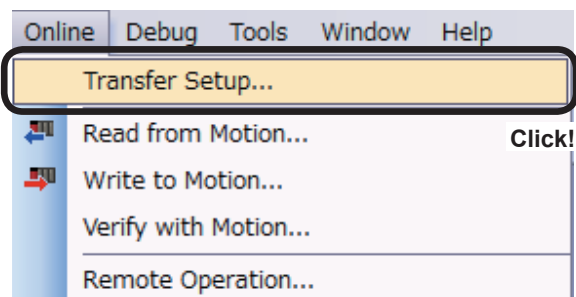 Online Debug Tools Window Help
Transfer Setup...
Read from Motion...
Click!
Write to Motion...
Verify with Motion...
Remote Operation...